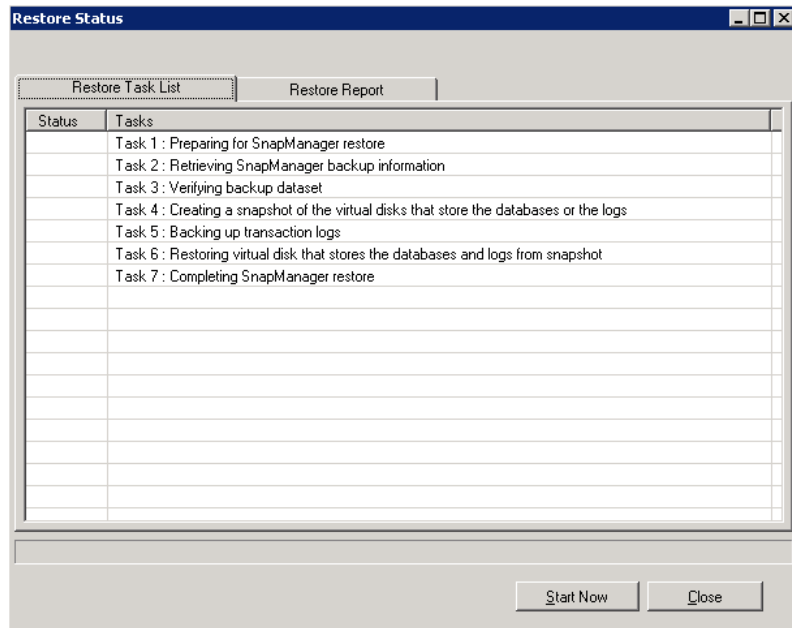 Restore Status
Restore Task List Restore Report
Status Tasks
Task 1 : Preparing for SnapManager restore
Task 2 : Retrieving SnapManager backup information
Task 3 : Verifying backup dataset
Task 4 : Creating a snapshot of the virtual disks that store the databases or the logs
Task 5 : Backing up transaction logs
Task 6 : Restoring virtual disk that stores the databases and logs from snapshot
Task 7 : Completing SnapManager restore
Start Now Close